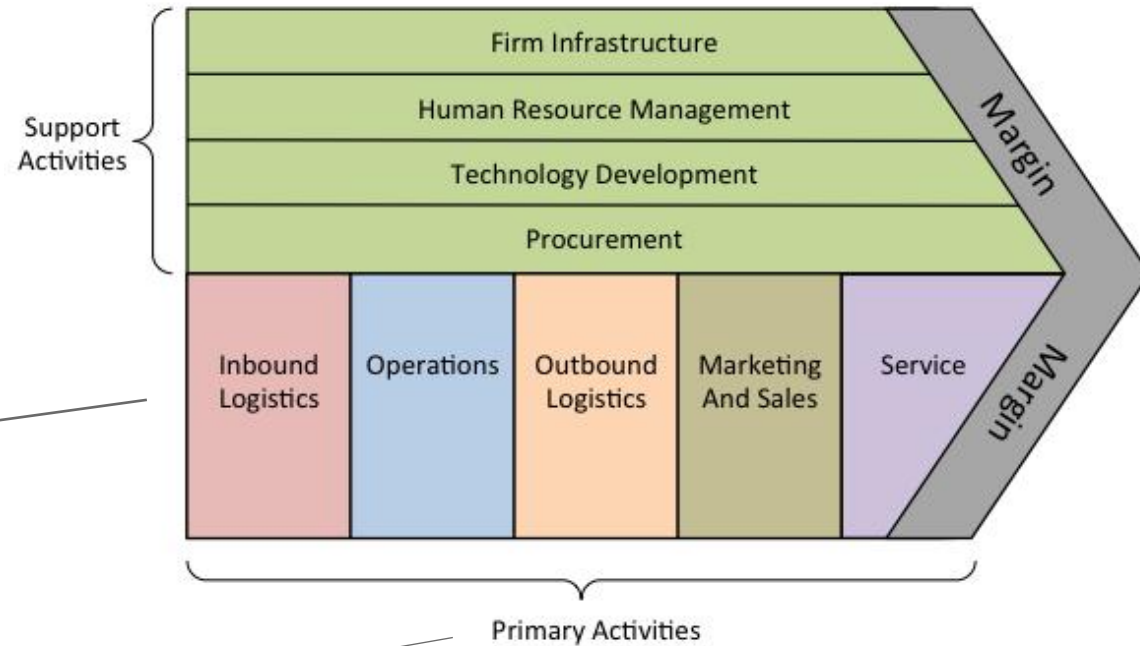 Firm Infrastructure
Human Resource Management
Technology Development
Procurement
Support
Activities
Margin
Inbound
Logistics
Operations
Outbound
Logistics
Marketing
And Sales
Service
Margin
Primary Activities